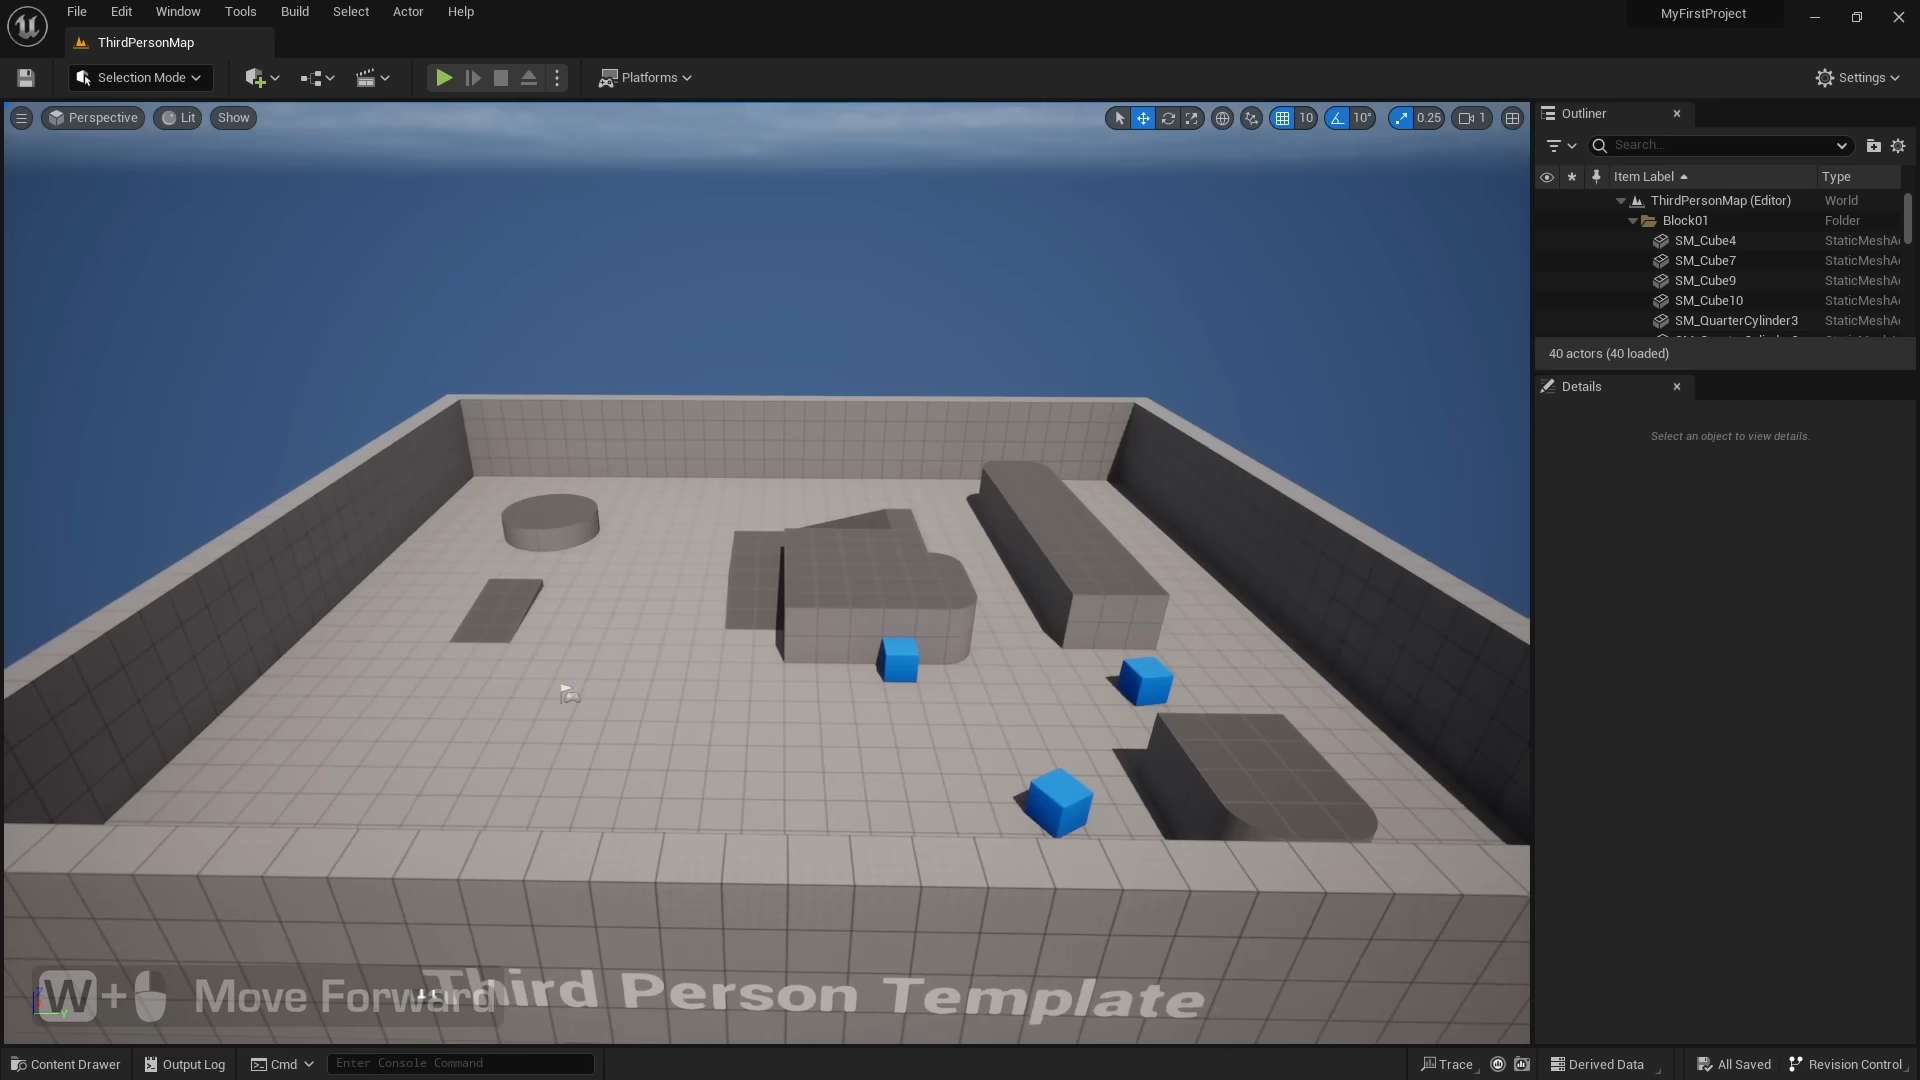 File Edit Window Tools Build Select Actor Help
MyFirstProject
ThirdPersonMap
Selection Mode
Platforms
Settings
Perspective Lit Show
10 10° 0.25 1
Outliner
Search...
Item Label Type
ThirdPersonMap (Editor) World
Block01 Folder
SM_Cube4 StaticMeshA
SM_Cube7 StaticMeshA
SM_Cube9 StaticMeshA
SM_Cube10 StaticMeshA
SM_QuarterCylinder3 StaticMeshA
40 actors (40 loaded)
Details
Select an object to view details.
Third Person Template
W + Move Forward
Content Drawer Output Log Cmd Enter Console Command Trace Derived Data All Saved Revision Control